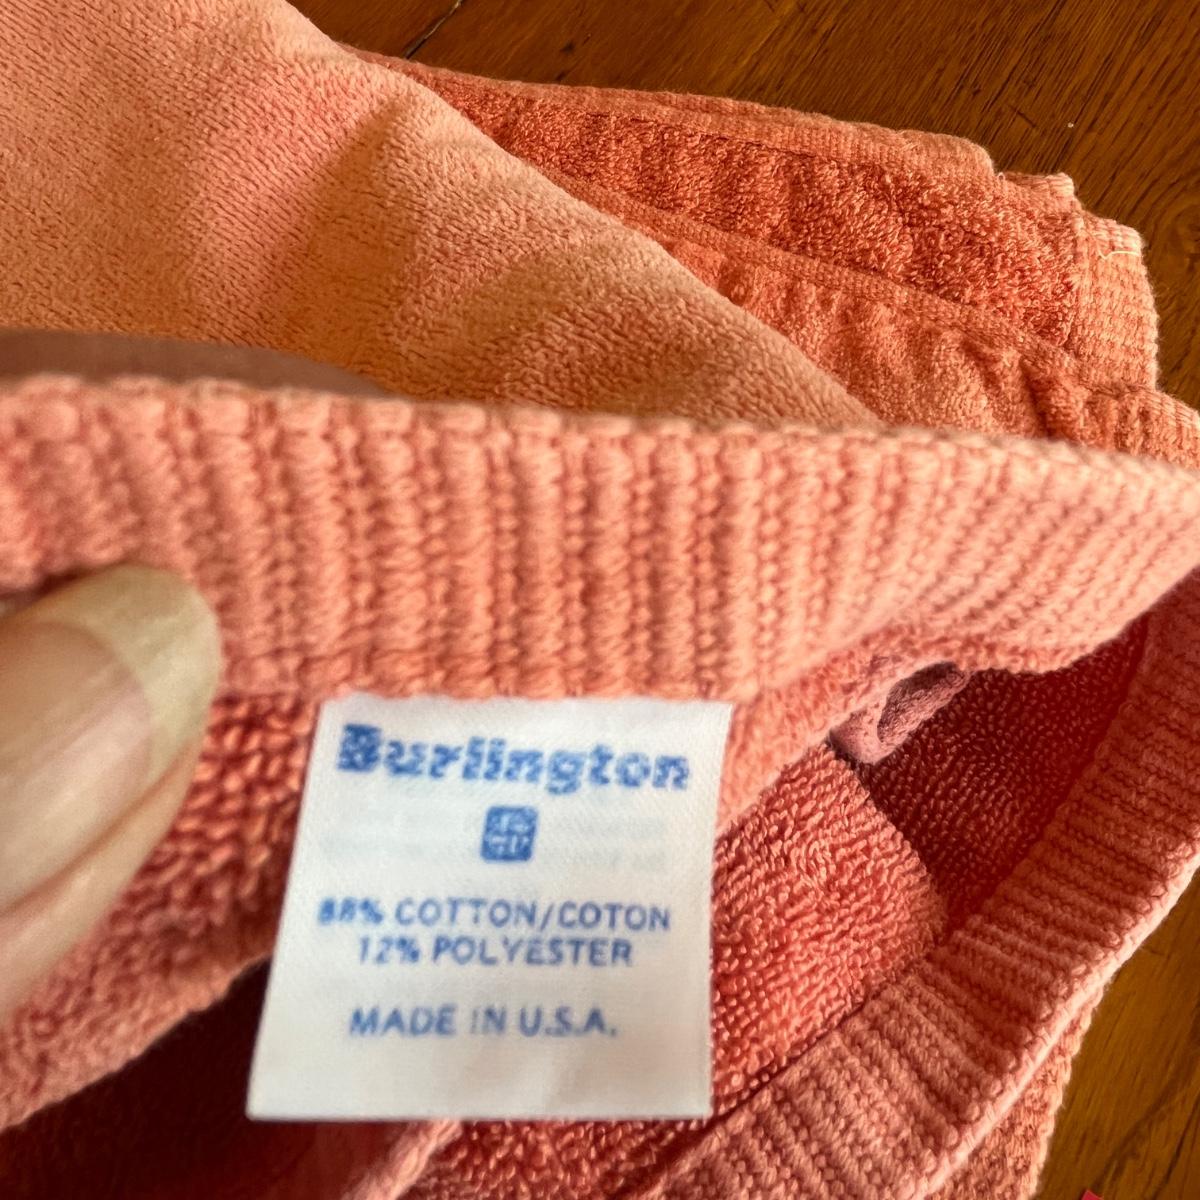 Burlington
88% COTTON/COTON
12% POLYESTER
MADE IN U.S.A.